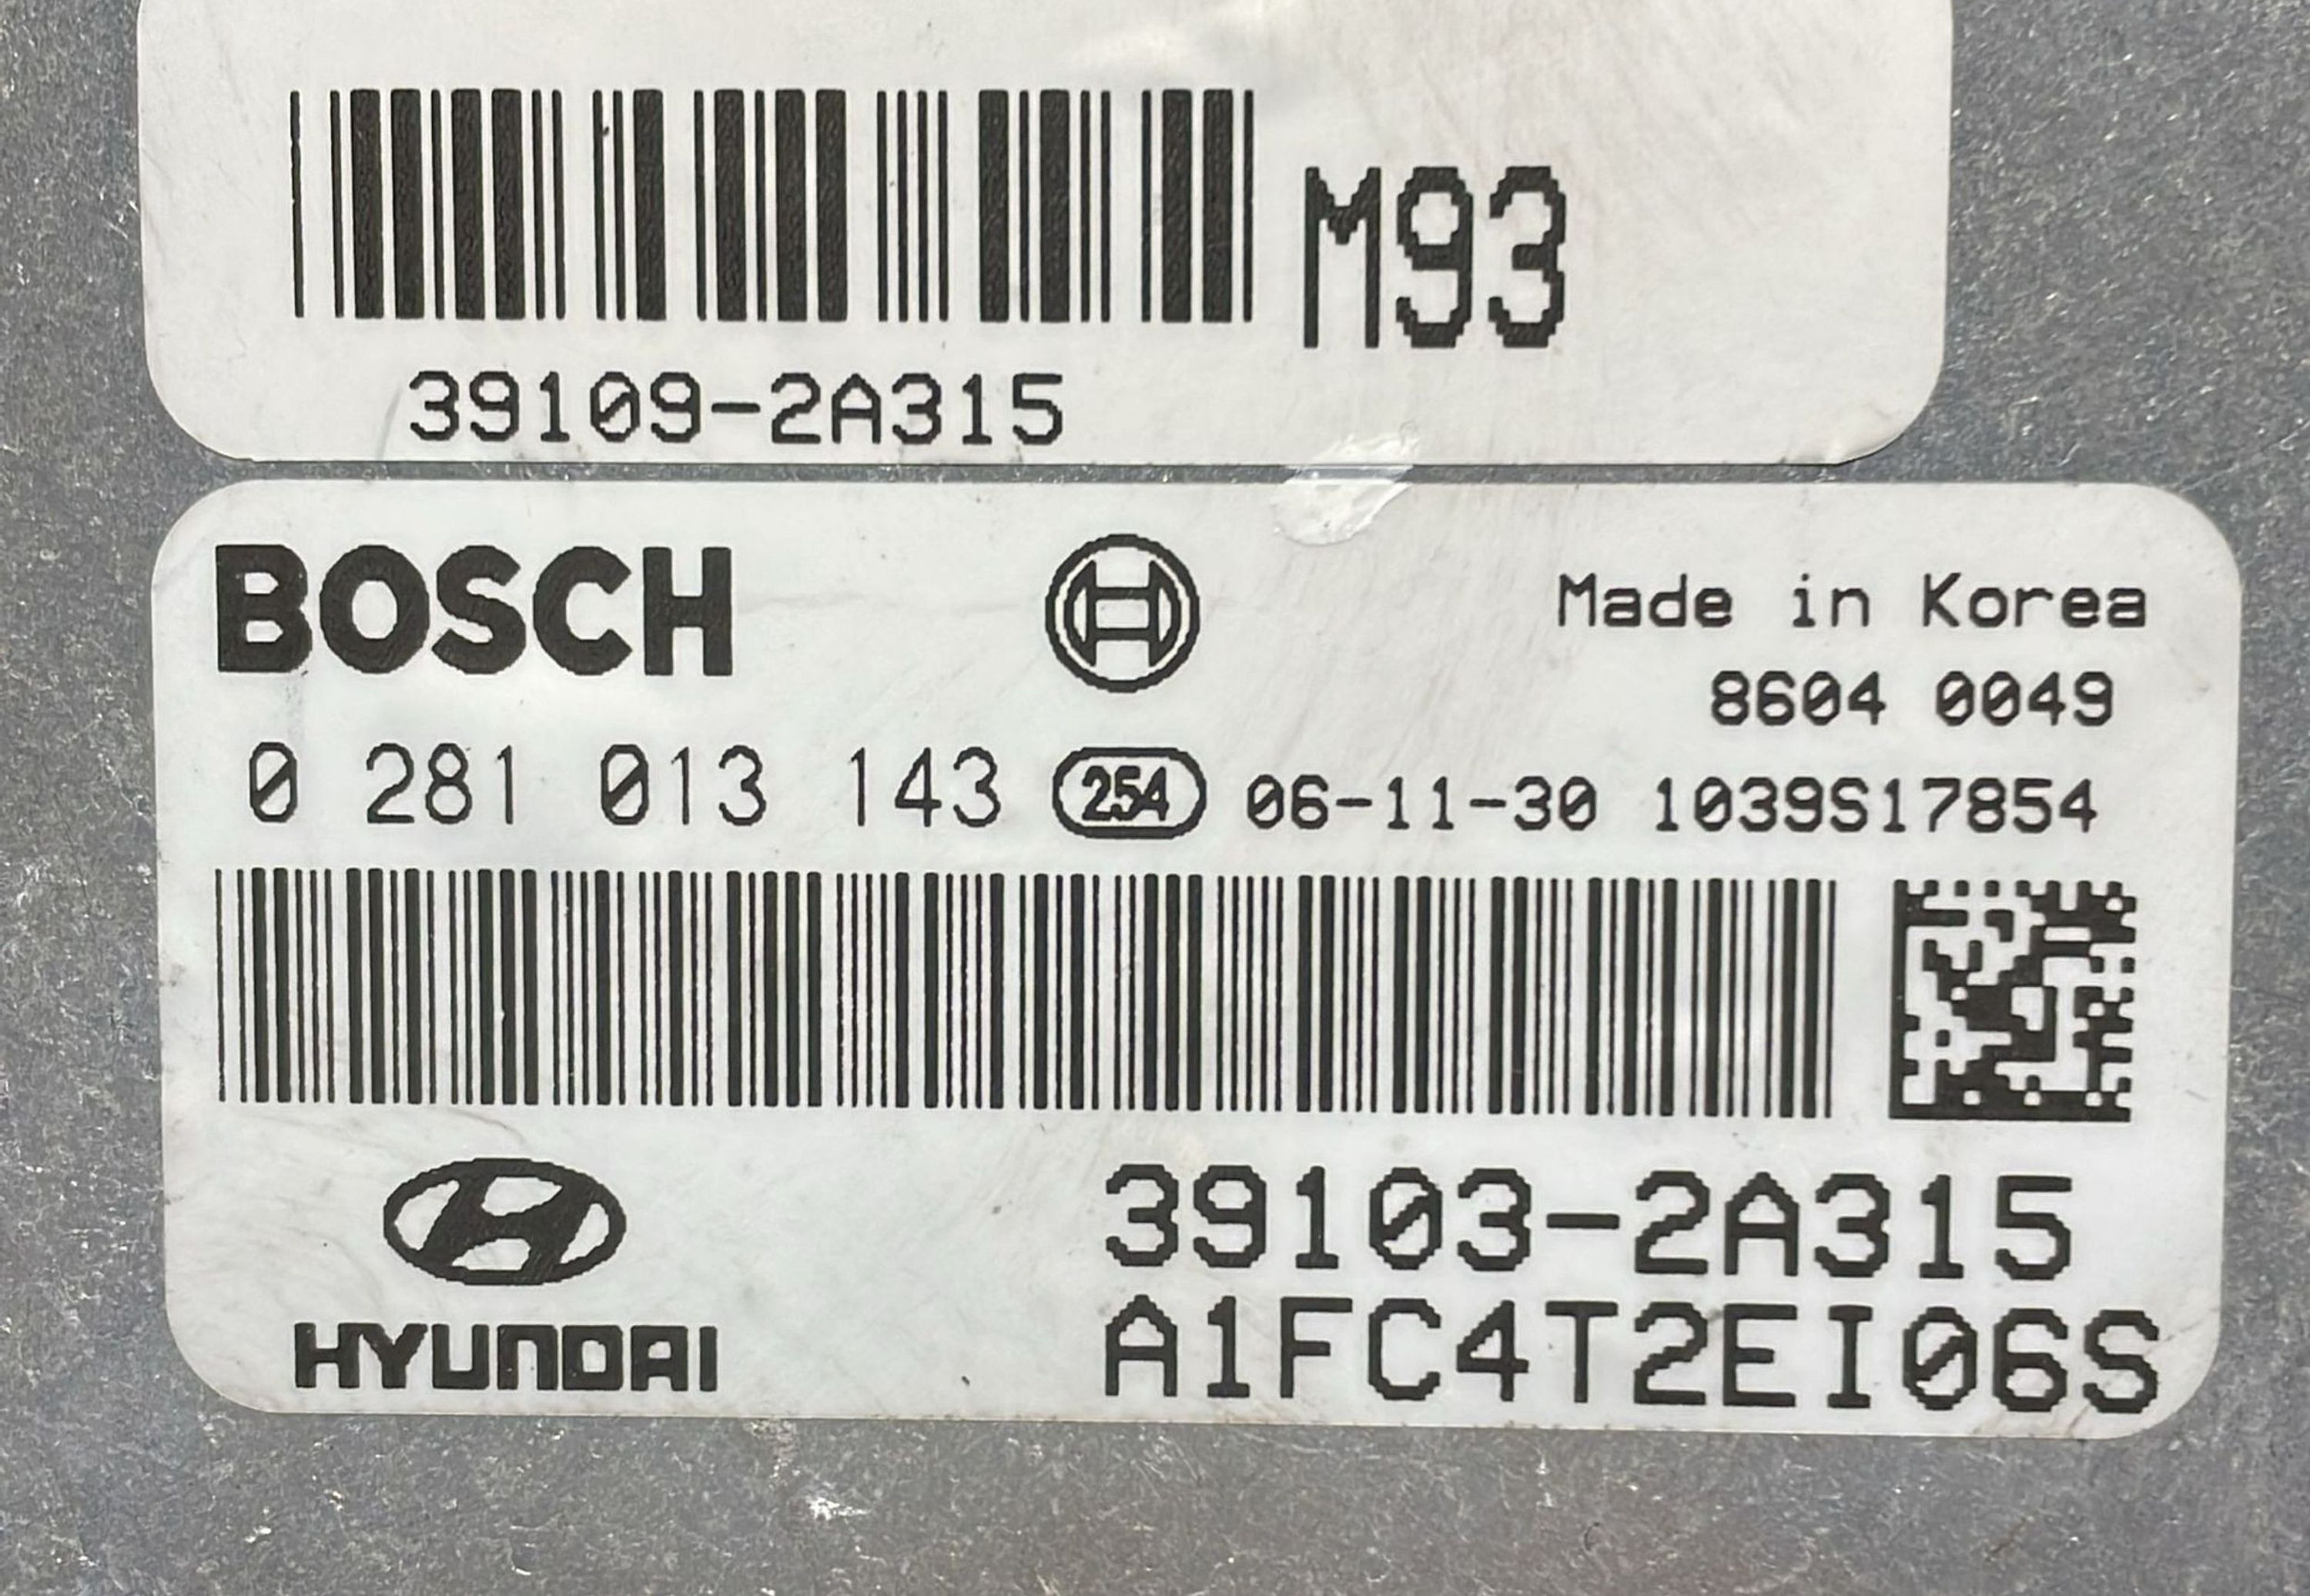 M93
39109-2A315
BOSCH
Made in Korea
8604 0049
0 281 013 143 254 06-11-30 1039S17854
39103-2A315
HYUNDAI
A1FC4T2EI06S